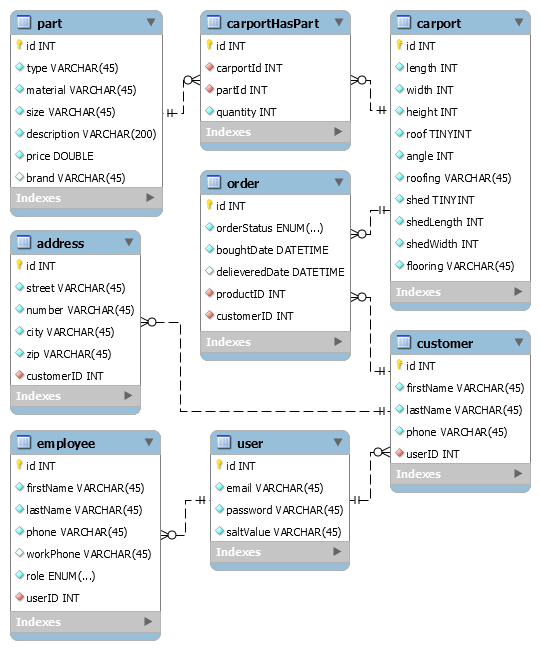 part
id INT
type VARCHAR(45)
material VARCHAR(45)
size VARCHAR(45)
description VARCHAR(200)
price DOUBLE
brand VARCHAR(45)
Indexes
carportHasPart
id INT
carportId INT
partId INT
quantity INT
Indexes
carport
id INT
length INT
width INT
height INT
roof TINYINT
angle INT
roofing VARCHAR(45)
shed TINYINT
shedLength INT
shedWidth INT
flooring VARCHAR(45)
Indexes
order
id INT
orderStatus ENUM(...)
boughtDate DATETIME
delieveredDate DATETIME
productID INT
customerID INT
Indexes
address
id INT
street VARCHAR(45)
number VARCHAR(45)
city VARCHAR(45)
zip VARCHAR(45)
customerID INT
Indexes
customer
id INT
firstName VARCHAR(45)
lastName VARCHAR(45)
phone VARCHAR(45)
userID INT
Indexes
employee
id INT
firstName VARCHAR(45)
lastName VARCHAR(45)
phone VARCHAR(45)
workPhone VARCHAR(45)
role ENUM(...)
userID INT
Indexes
user
id INT
email VARCHAR(45)
password VARCHAR(45)
saltValue VARCHAR(45)
Indexes